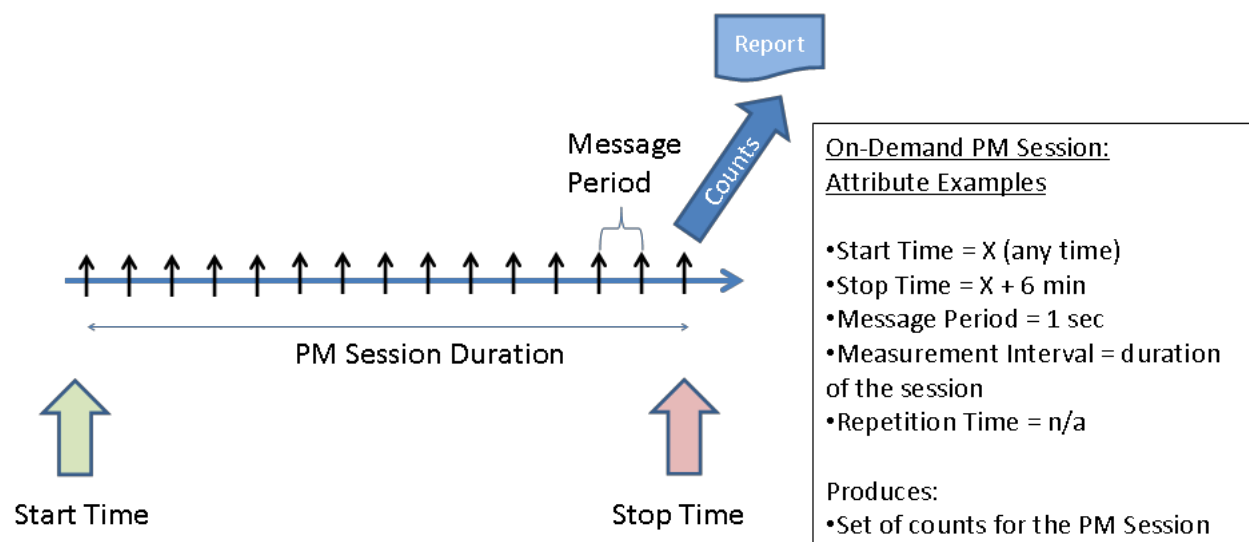 Report
Counts
Message
Period
PM Session Duration
Start Time
Stop Time
On-Demand PM Session:
Attribute Examples
•Start Time = X (any time)
•Stop Time = X + 6 min
•Message Period = 1 sec
•Measurement Interval = duration
of the session
•Repetition Time = n/a
Produces:
•Set of counts for the PM Session